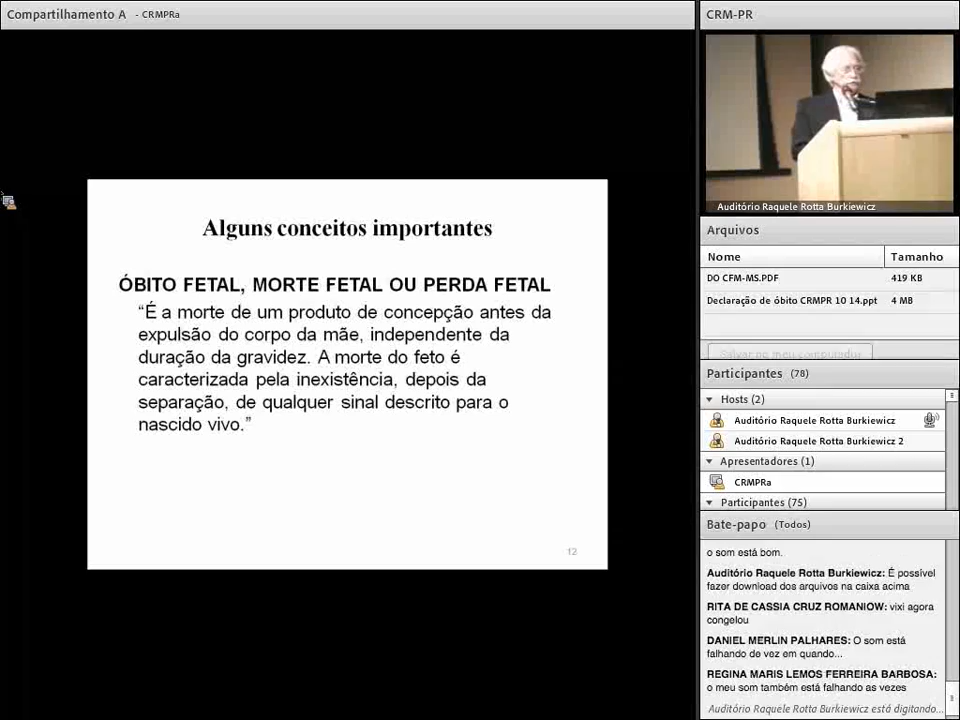 Compartilhamento A - CRMPRa
Alguns conceitos importantes
ÓBITO FETAL, MORTE FETAL OU PERDA FETAL
“É a morte de um produto de concepção antes da
expulsão do corpo da mãe, independente da
duração da gravidez. A morte do feto é
caracterizada pela inexistência, depois da
separação, de qualquer sinal descrito para o
nascido vivo.”
12
CRM-PR
Auditório Raquele Rotta Burkiewicz
Arquivos
Nome Tamanho
DO CFM-MS.PDF 419 KB
Declaração de óbito CRMPR 10 14.ppt 4 MB
Salvar no meu computador
Participantes (78)
Hosts (2)
Auditório Raquele Rotta Burkiewicz
Auditório Raquele Rotta Burkiewicz 2
Apresentadores (1)
CRMPRa
Participantes (75)
Bate-papo (Todos)
o som está bom.
Auditório Raquele Rotta Burkiewicz: É possível
fazer download dos arquivos na caixa acima
RITA DE CASSIA CRUZ ROMANIOW: vixi agora
congelou
DANIEL MERLIN PALHARES: O som está
falhando de vez em quando...
REGINA MARIS LEMOS FERREIRA BARBOSA:
o meu som também está falhando as vezes
Auditório Raquele Rotta Burkiewicz está digitando...